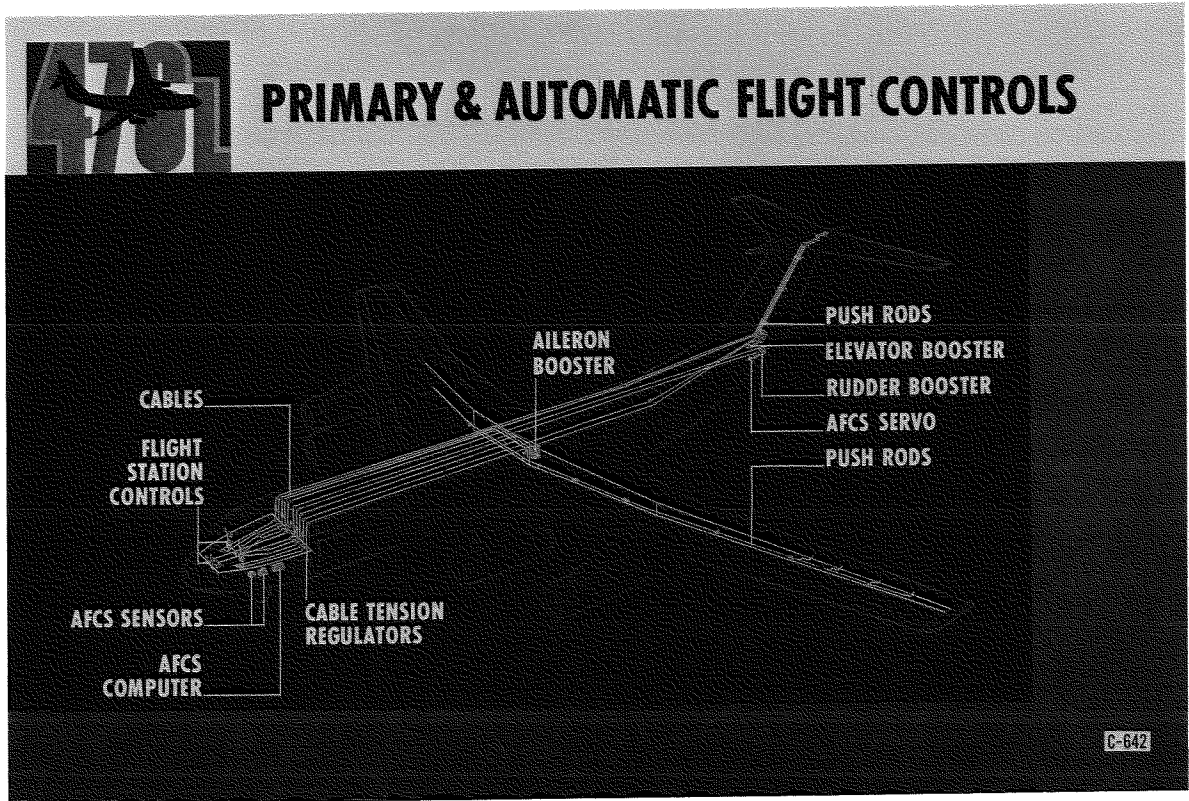 476L
PRIMARY & AUTOMATIC FLIGHT CONTROLS
AILERON
BOOSTER
PUSH RODS
ELEVATOR BOOSTER
RUDDER BOOSTER
AFCS SERVO
PUSH RODS
CABLES
FLIGHT
STATION
CONTROLS
AFCS SENSORS
AFCS
COMPUTER
CABLE TENSION
REGULATORS
C-642